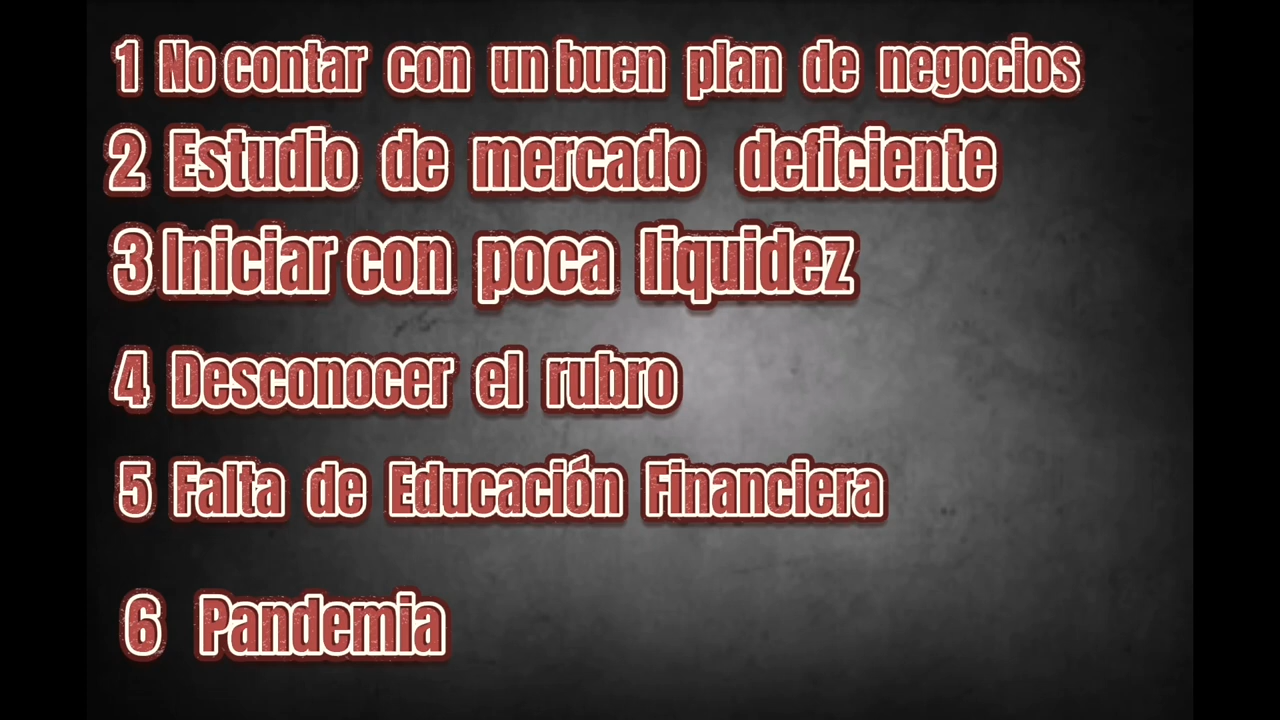 1 No contar con un buen plan de negocios
2 Estudio de mercado deficiente
3 Iniciar con poca liquidez
4 Desconocer el rubro
5 Falta de Educación Financiera
6 Pandemia